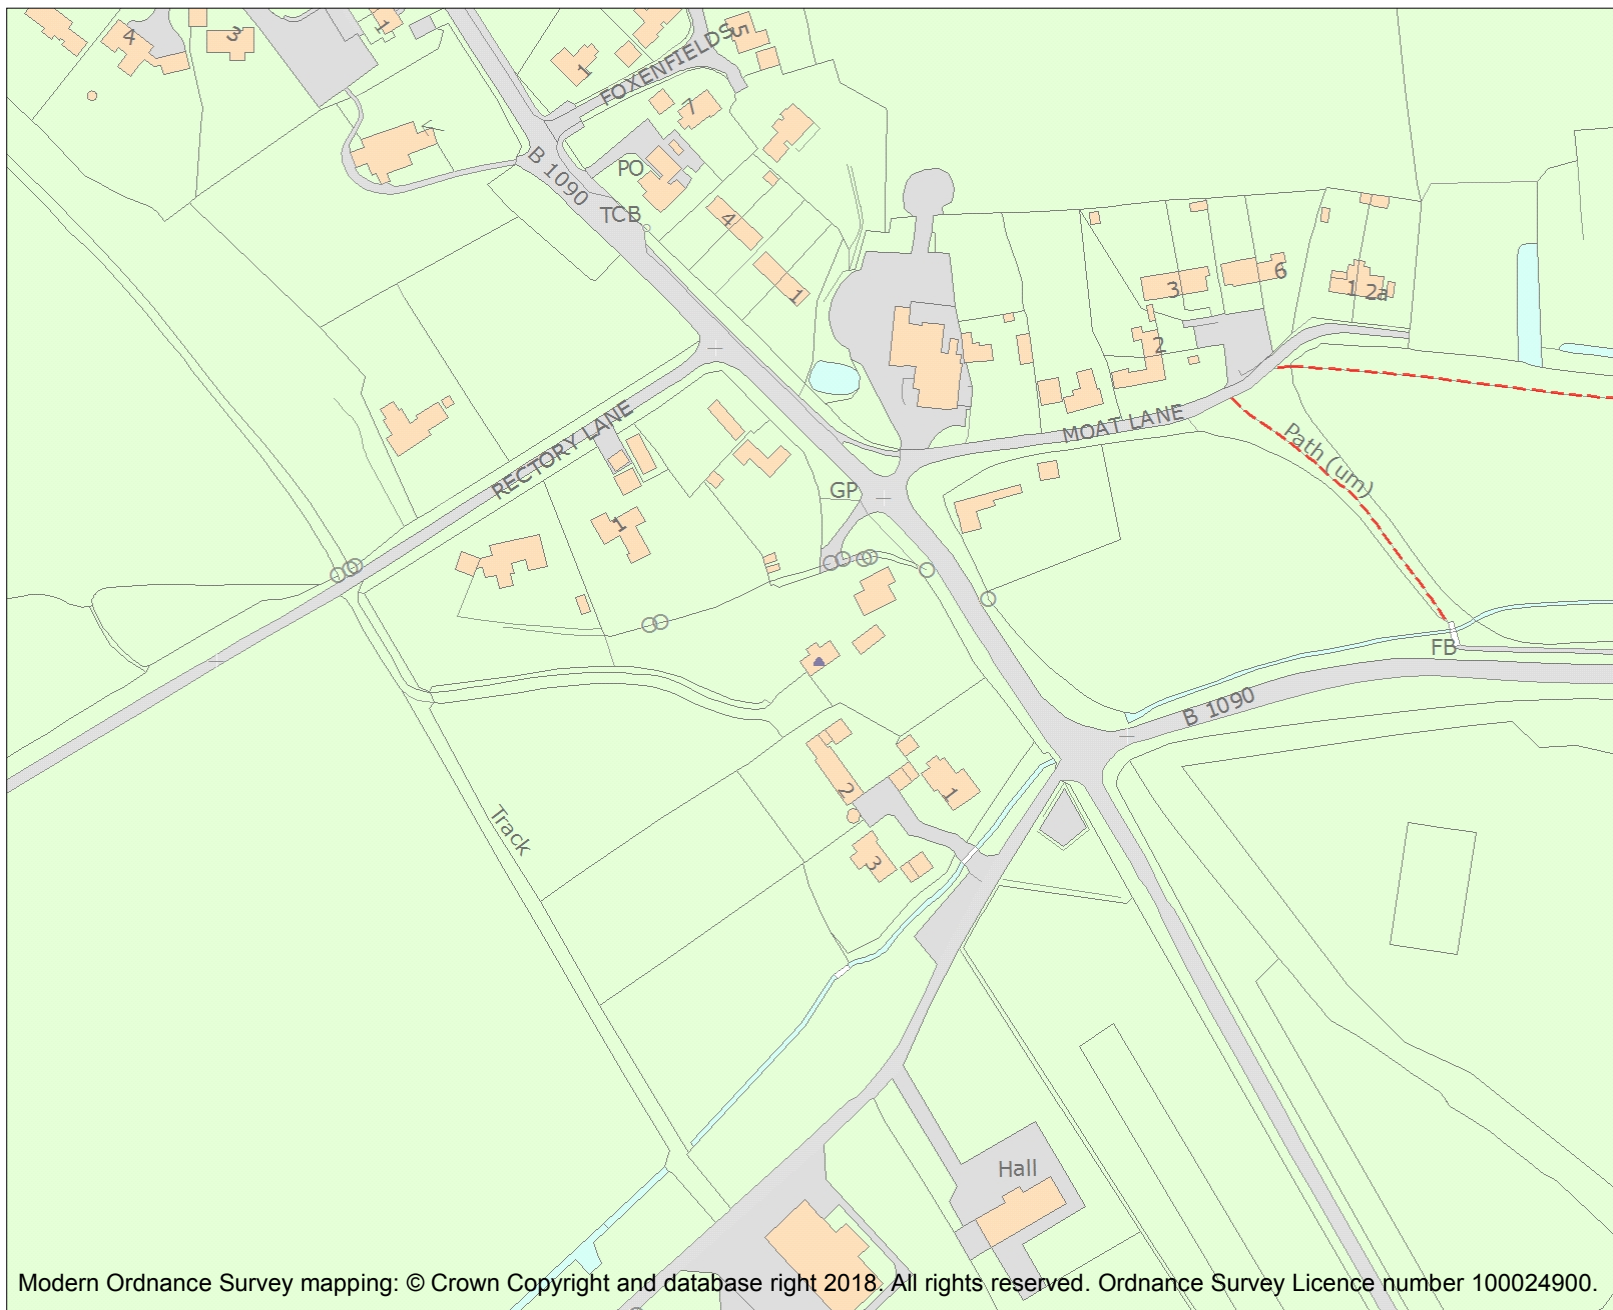 4
3
1
5
FOXENFIELDS
1
7
B 1090
PO
TCB
4
1
3
6
1
2a
2
MOAT LANE
RECTORY LANE
Path (um)
GP
1
FB
B 1090
2
1
3
Track
Hall
Modern Ordnance Survey mapping: © Crown Copyright and database right 2018. All rights reserved. Ordnance Survey Licence number 100024900.